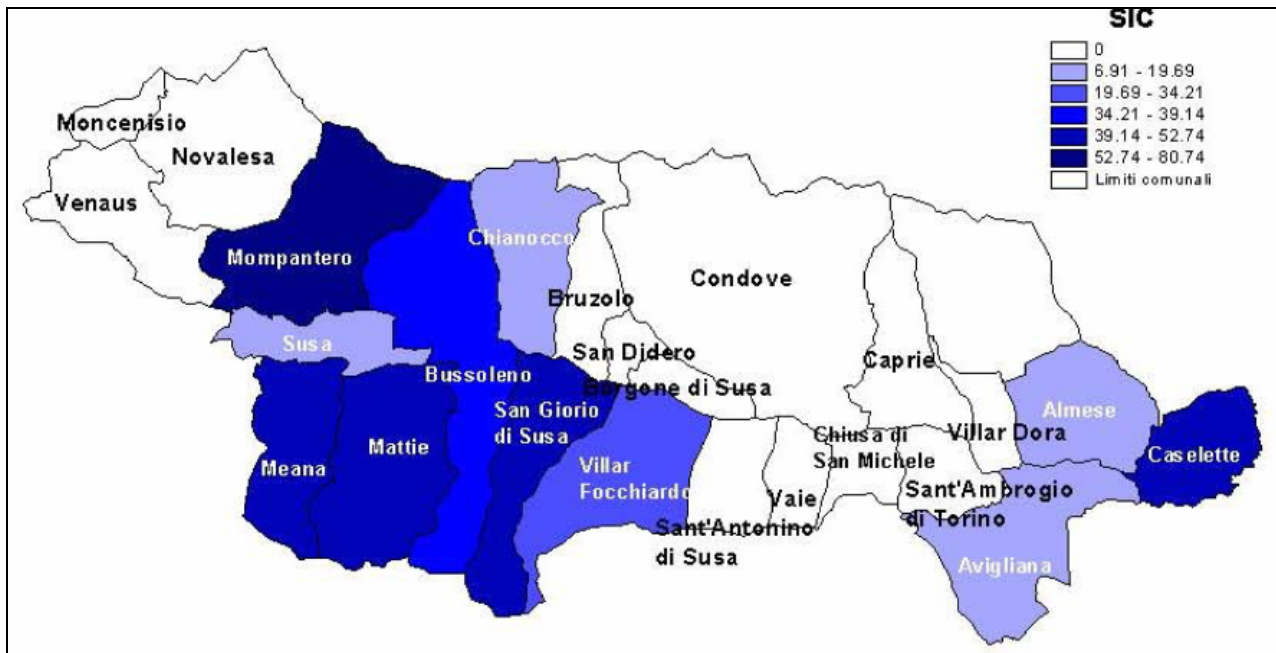 SIC
0
6.91 - 19.69
19.69 - 34.21
34.21 - 39.14
39.14 - 52.74
52.74 - 80.74
Limiti comunali
Moncenisio
Novalesa
Venaus
Mompantero
Chianocco
Condove
Bruzolo
Susa
San Didero
Caprie
Bussoleno
Borgone di Susa
San Giorio
di Susa
Almese
Villar Dora
Mattie
Meana
Chiusa di
San Michele
Caselette
Villar
Focchiardo
Vaie
Sant'Ambrogio
di Torino
Sant'Antonino
di Susa
Avigliana